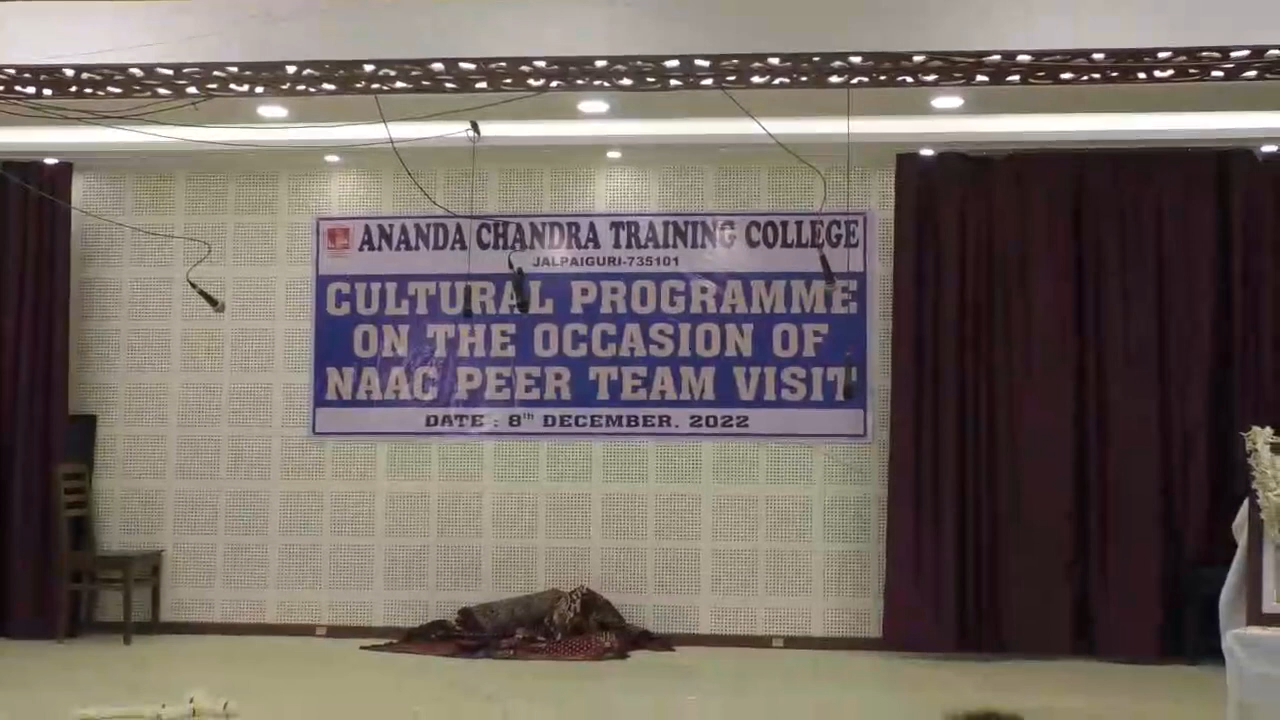 ANANDA CHANDRA TRAINING COLLEGE
JALPAIGURI-735101
CULTURAL PROGRAMME
ON THE OCCASION OF
NAAC PEER TEAM VISIT
DATE : 8th DECEMBER, 2022